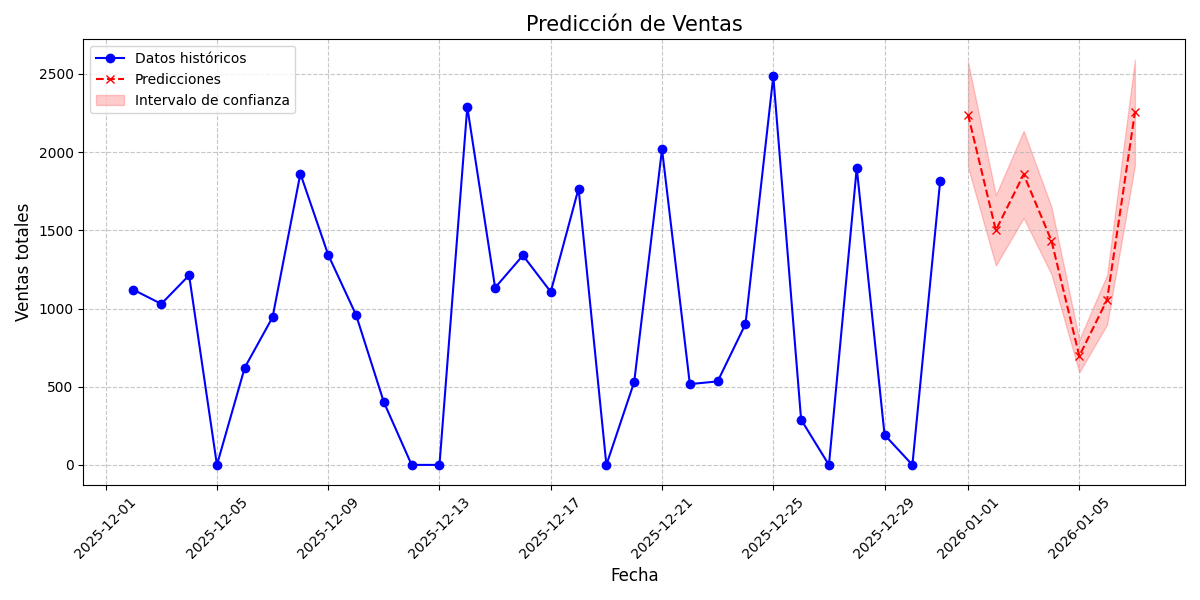 Predicción de Ventas
Datos históricos
Predicciones
Intervalo de confianza
Ventas totales
2500
2000
1500
1000
500
0
2025-12-01
2025-12-05
2025-12-09
2025-12-13
2025-12-17
2025-12-21
2025-12-25
2025-12-29
2026-01-01
2026-01-05
Fecha